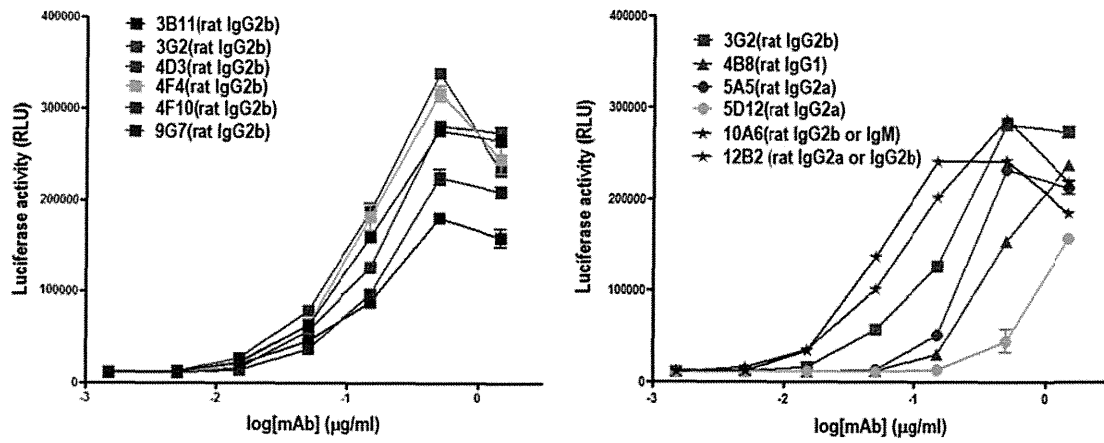 400000
300000
200000
100000
0
Luciferase activity (RLU)
3B11(rat IgG2b)
3G2(rat IgG2b)
4D3(rat IgG2b)
4F4(rat IgG2b)
4F10(rat IgG2b)
9G7(rat IgG2b)
-3 -2 -1 0
log[mAb] (µg/ml)
400000
300000
200000
100000
0
Luciferase activity (RLU)
3G2(rat IgG2b)
4B8(rat IgG1)
5A5(rat IgG2a)
5D12(rat IgG2a)
10A6(rat IgG2b or IgM)
12B2 (rat IgG2a or IgG2b)
-3 -2 -1 0
log[mAb] (µg/ml)